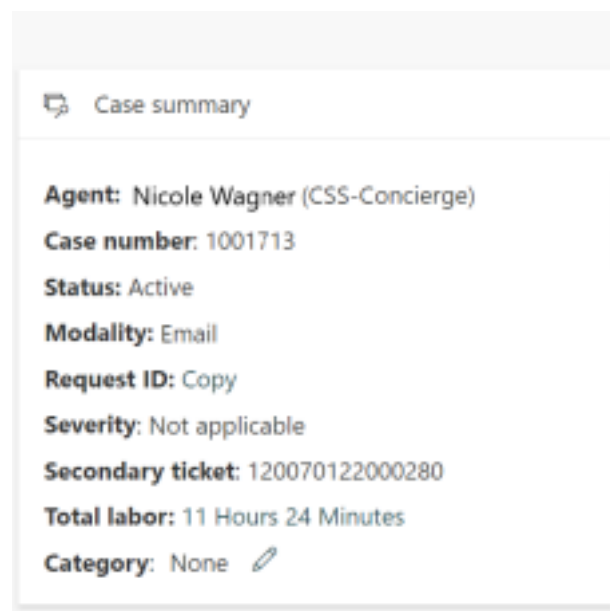 Case summary
Agent: Nicole Wagner (CSS-Concierge)
Case number: 1001713
Status: Active
Modality: Email
Request ID: Copy
Severity: Not applicable
Secondary ticket: 120070122000280
Total labor: 11 Hours 24 Minutes
Category: None